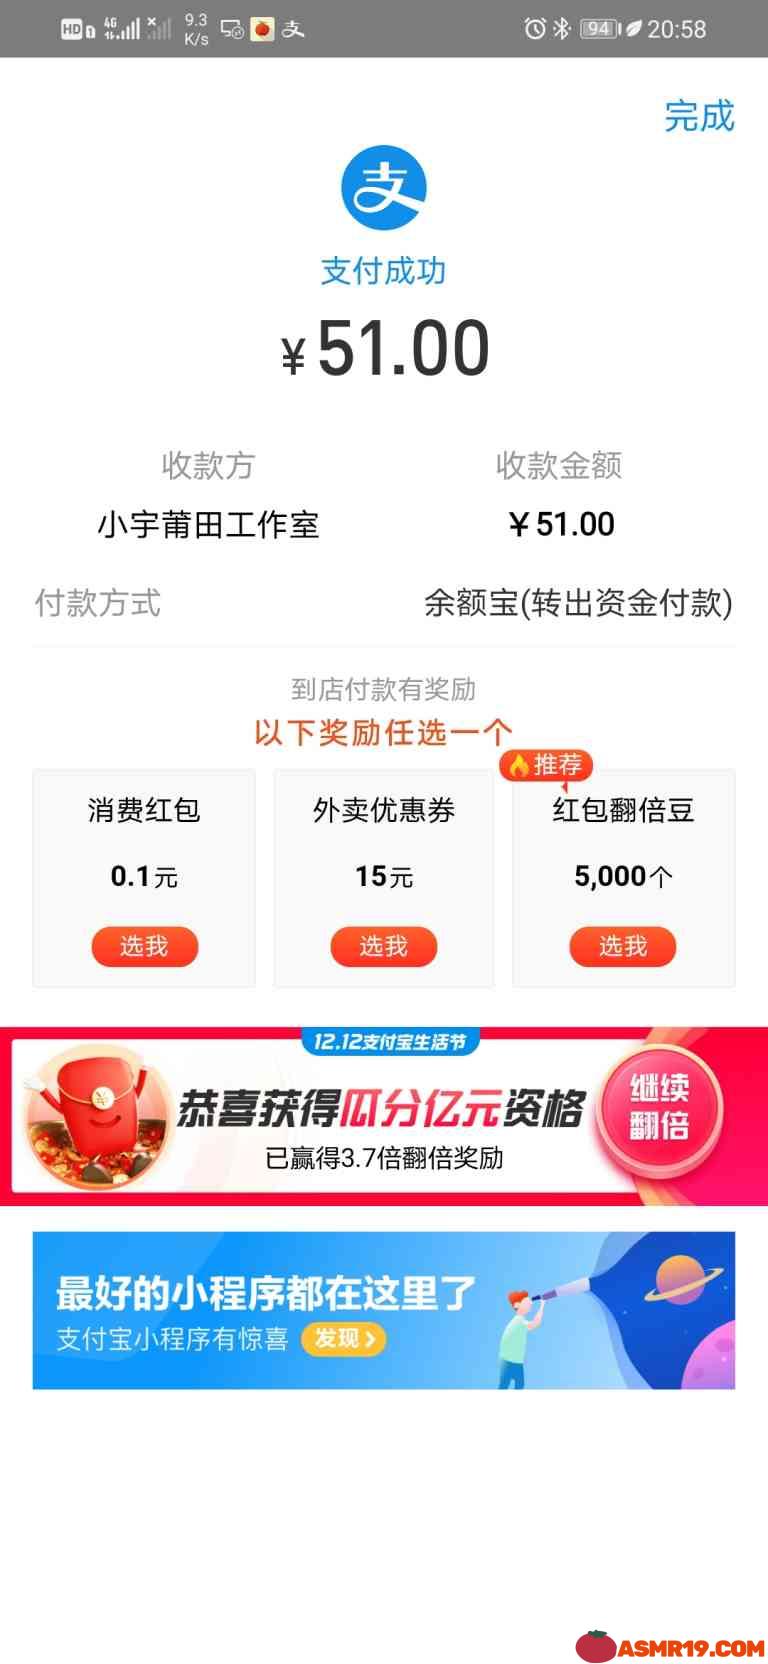 HD 1 4G 9.3 K/s 支 94 20:58
完成
支
支付成功
¥51.00
收款方 收款金额
小宇莆田工作室 ¥51.00
付款方式 余额宝(转出资金付款)
到店付款有奖励
以下奖励任选一个
推荐
消费红包 外卖优惠券 红包翻倍豆
0.1元 15元 5,000个
选我 选我 选我
12.12支付宝生活节
恭喜获得瓜分亿元资格
已赢得3.7倍翻倍奖励
继续
翻倍
最好的小程序都在这里了
支付宝小程序有惊喜 发现>
ASMR19.COM